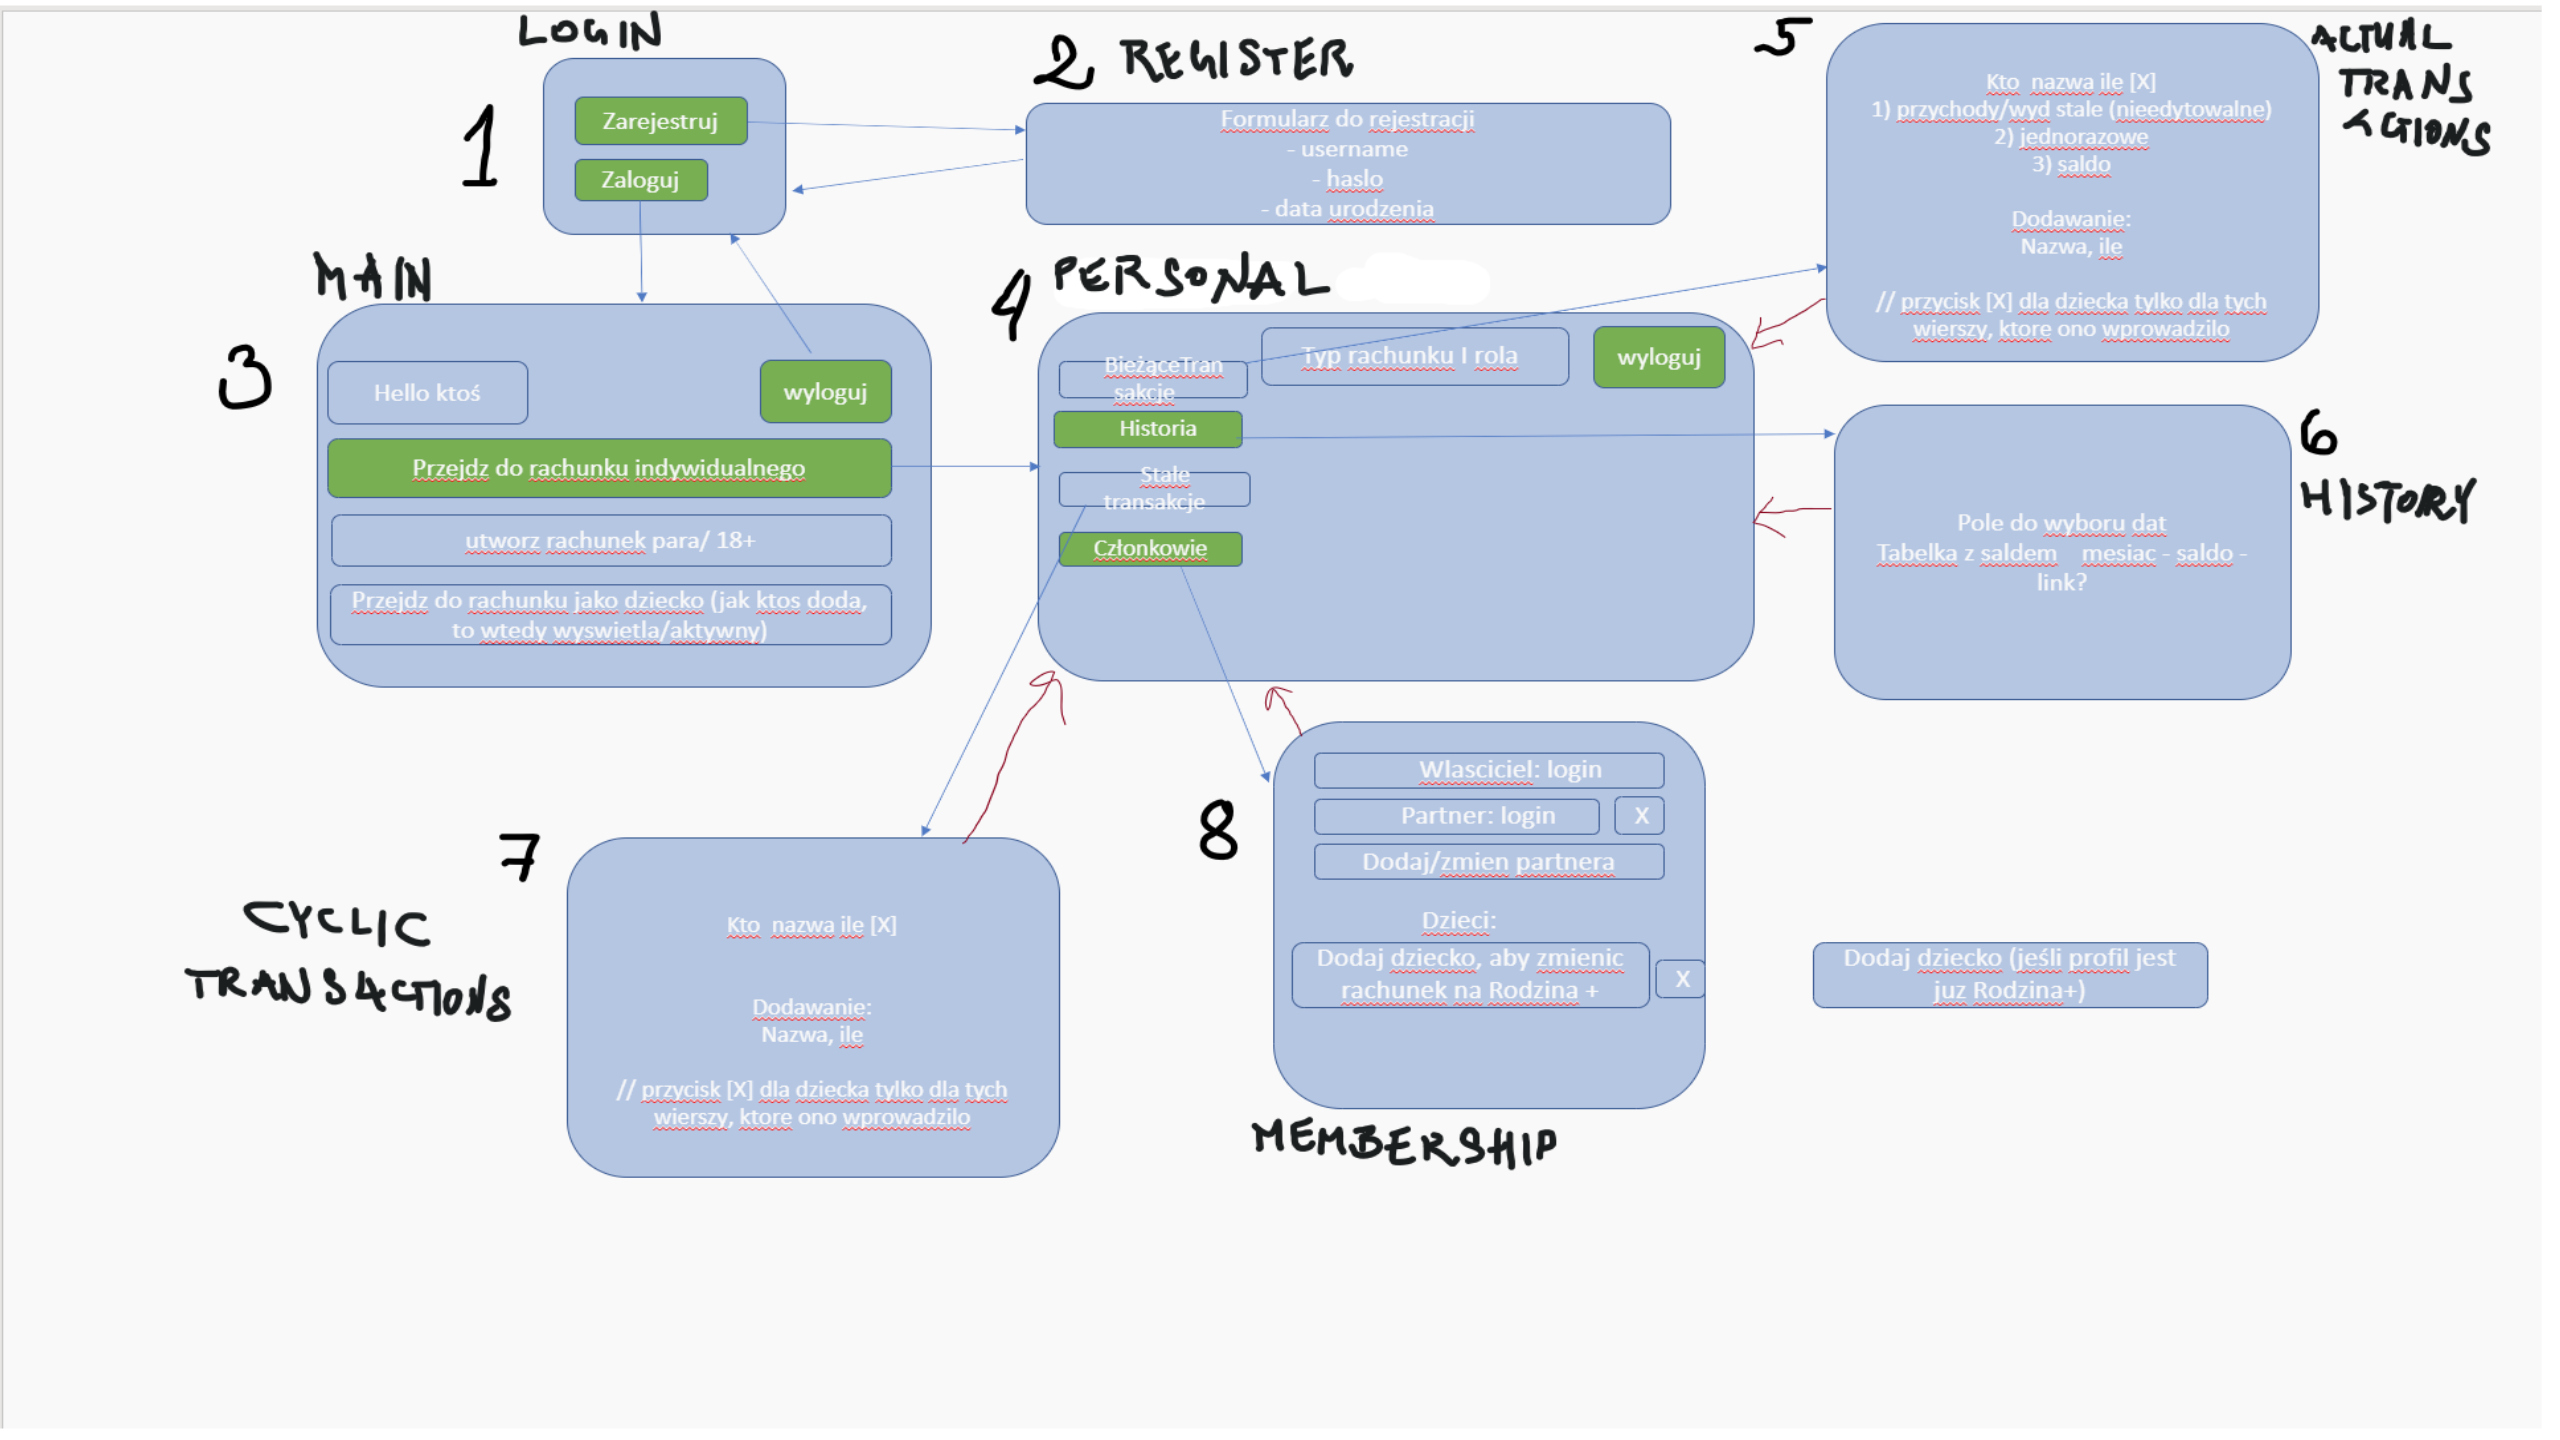 LOGIN
1
Zarejestruj
Zaloguj
2 REGISTER
Formularz do rejestracji
- username
- haslo
- data urodzenia
MAIN
3
Hello ktoś
wyloguj
Przejdz do rachunku indywidualnego
utworz rachunek para/ 18+
Przejdz do rachunku jako dziecko (jak ktos doda,
to wtedy wyswietla/aktywny)
4 PERSONAL
BieżąceTran
sakcje
Typ rachunku I rola
wyloguj
Historia
Stałe
transakcje
Członkowie
5
ACTUAL
TRANS
ACTIONS
Kto nazwa ile [X]
1) przychody/wyd stale (nieedytowalne)
2) jednorazowe
3) saldo
Dodawanie:
Nazwa, ile
// przycisk [X] dla dziecka tylko dla tych
wierszy, ktore ono wprowadzilo
6
HISTORY
Pole do wyboru dat
Tabelka z saldem mesiac - saldo -
link?
7
CYCLIC
TRANSACTIONS
Kto nazwa ile [X]
Dodawanie:
Nazwa, ile
// przycisk [X] dla dziecka tylko dla tych
wierszy, ktore ono wprowadzilo
8
Wlasciciel: login
Partner: login
X
Dodaj/zmien partnera
Dzieci:
Dodaj dziecko, aby zmienic
rachunek na Rodzina +
X
MEMBERSHIP
Dodaj dziecko (jeśli profil jest
juz Rodzina+)